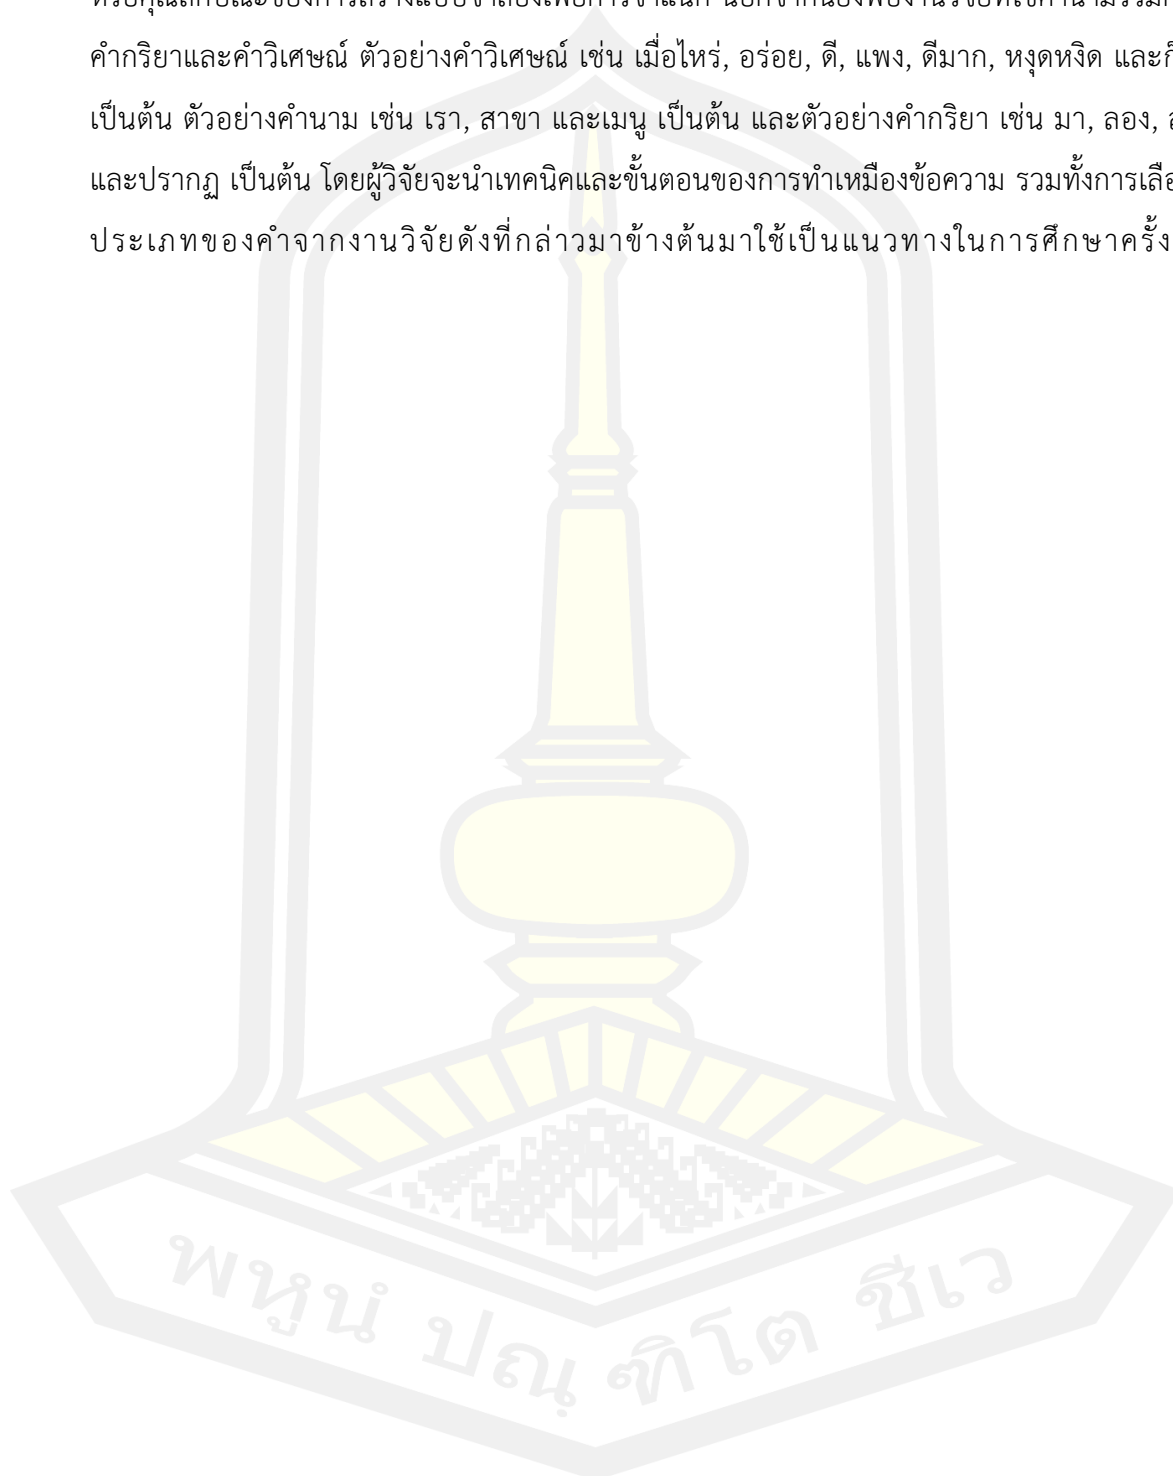 คำกริยาและคำวิเศษณ์ ตัวอย่างคำวิเศษณ์ เช่น เมื่อไหร่, อร่อย, ดี, แพง, ดีมาก, หงุดหงิด และ
เป็นต้น ตัวอย่างคำนาม เช่น เรา, สาขา และเมนู เป็นต้น และตัวอย่างคำกริยา เช่น มา, ลอง,
และปรากฏ เป็นต้น โดยผู้วิจัยจะนำเทคนิคและขั้นตอนของการทำเหมืองข้อความ รวมทั้งการ
ประเภทของคำจากงานวิจัยดังที่กล่าวมาข้างต้นมาใช้เป็นแนวทางในการศึกษาครั้ง
พหูนํ ปณฺฑิโต ชีเว